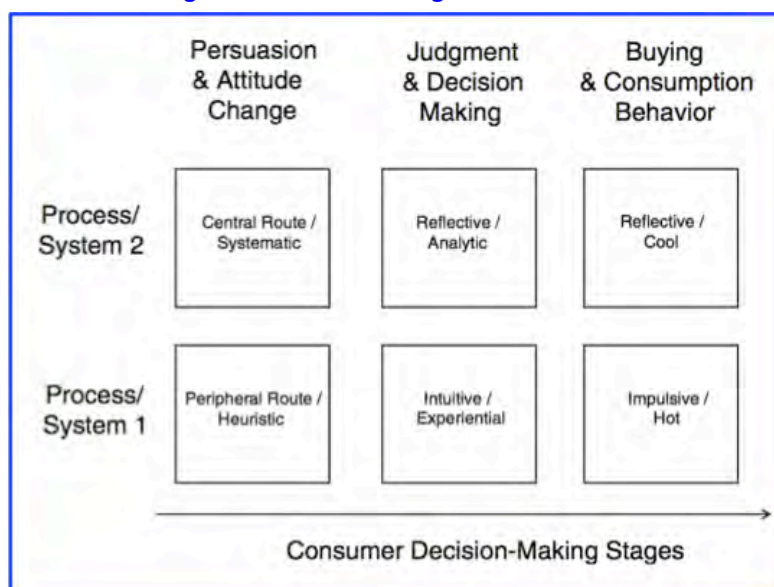 Persuasion
& Attitude
Change
Judgment
& Decision
Making
Buying
& Consumption
Behavior
Process/
System 2
Central Route /
Systematic
Reflective /
Analytic
Reflective /
Cool
Process/
System 1
Peripheral Route /
Heuristic
Intuitive /
Experiential
Impulsive /
Hot
Consumer Decision-Making Stages